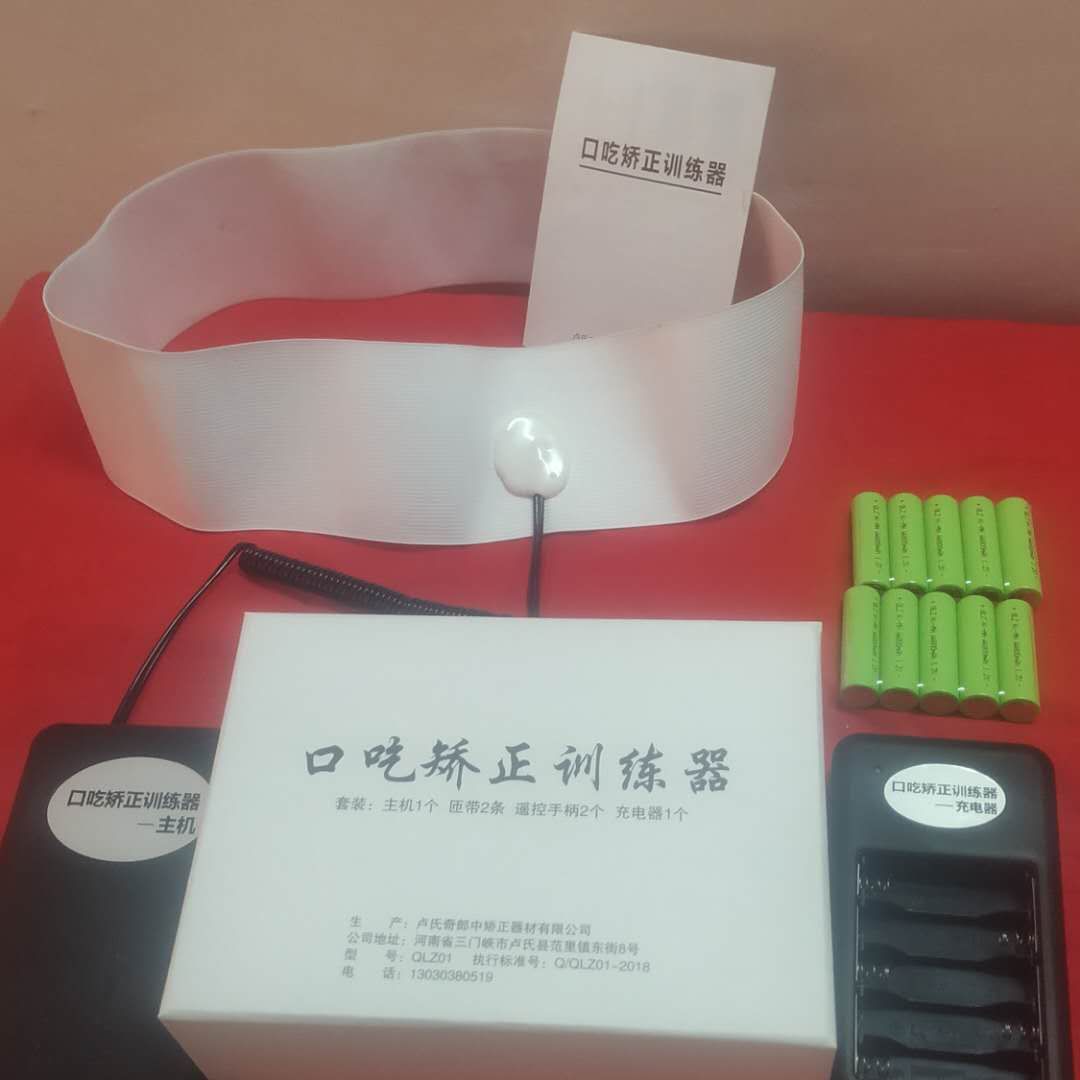 口吃矫正训练器
口吃矫正训练器
—主机
口吃矫正训练器
套装：主机1个 匝带2条 遥控手柄2个 充电器1个
生 产：卢氏奇郎中矫正器材有限公司
公司地址：河南省三门峡市卢氏县范里镇东街8号
型 号：QLZ01 执行标准号：Q/QLZ01-2018
电 话：13030380519
口吃矫正训练器
—充电器